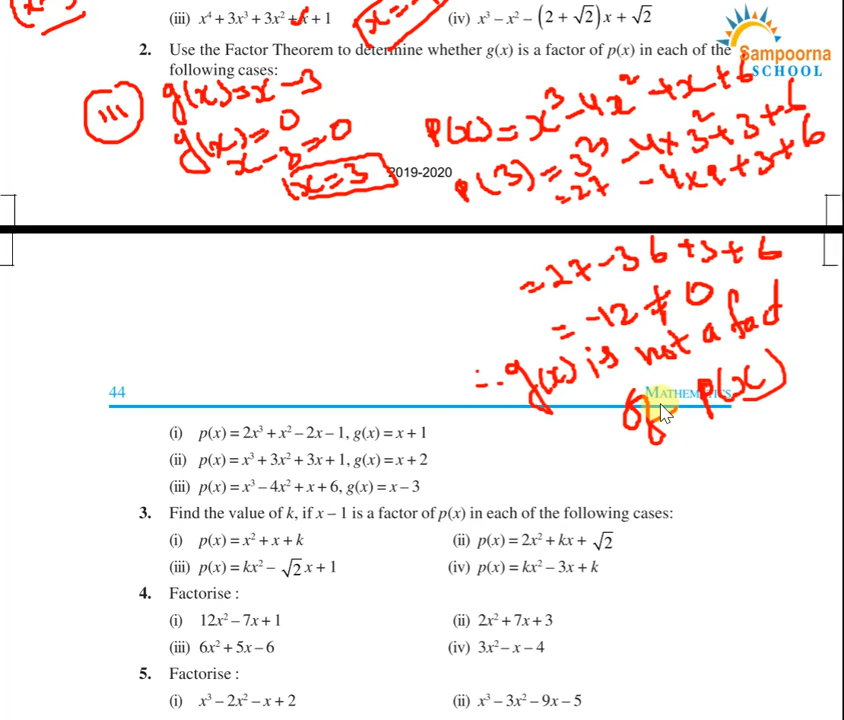 (iii) x⁴ + 3x³ + 3x² + x + 1 (iv) x³ – x² – (2 + √2)x + √2
x=
2. Use the Factor Theorem to determine whether g(x) is a factor of p(x) in each of the
following cases:
Sampoorna
SCHOOL
(iii) g(x)=x-3
g(x)=0
x-3=0
x=3
P(x)=x³-4x²+x+6
P(3)=3³-4×3²+3+6
=27-4×9+3+6
2019-2020
=27-36+3+6
=-12≠0
∴ g(x) is not a fact
of p(x)
44 MATHEMATICS
(i) p(x) = 2x³ + x² – 2x – 1, g(x) = x + 1
(ii) p(x) = x³ + 3x² + 3x + 1, g(x) = x + 2
(iii) p(x) = x³ – 4x² + x + 6, g(x) = x – 3
3. Find the value of k, if x – 1 is a factor of p(x) in each of the following cases:
(i) p(x) = x² + x + k (ii) p(x) = 2x² + kx + √2
(iii) p(x) = kx² – √2x + 1 (iv) p(x) = kx² – 3x + k
4. Factorise :
(i) 12x² – 7x + 1 (ii) 2x² + 7x + 3
(iii) 6x² + 5x – 6 (iv) 3x² – x – 4
5. Factorise :
(i) x³ – 2x² – x + 2 (ii) x³ – 3x² – 9x – 5